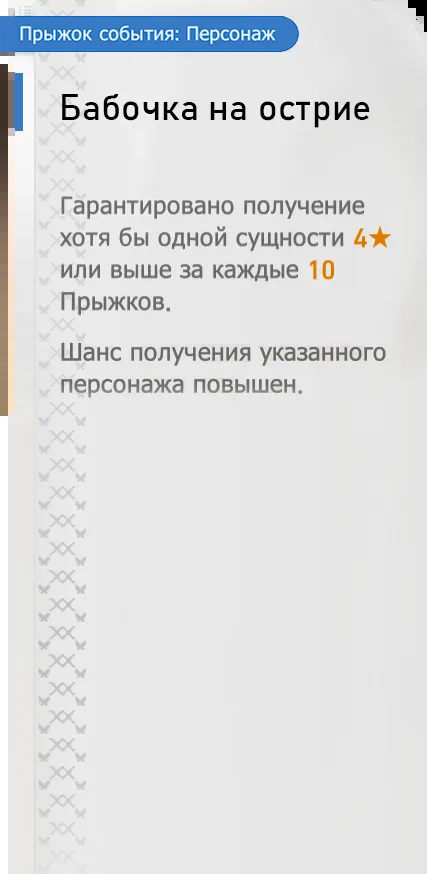 Прыжок события: Персонаж
Бабочка на острие
Гарантировано получение
хотя бы одной сущности 4★
или выше за каждые 10
Прыжков.
Шанс получения указанного
персонажа повышен.